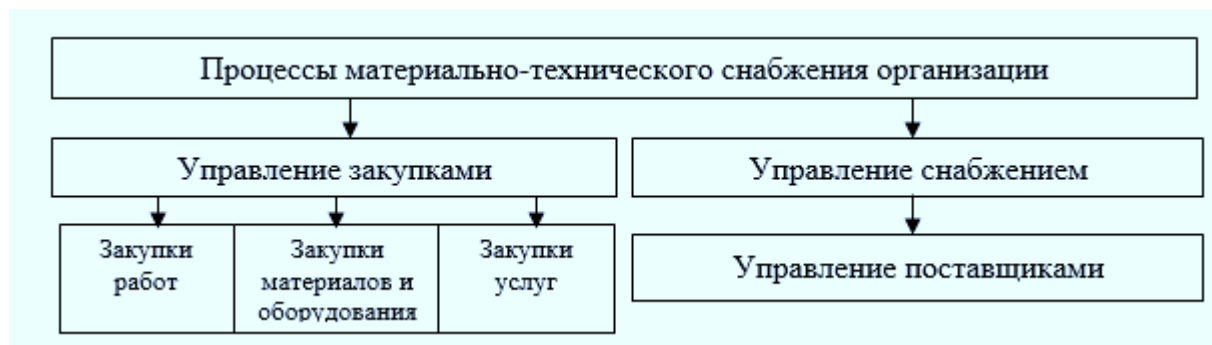 Процессы материально-технического снабжения организации
Управление закупками
Управление снабжением
Закупки
работ
Закупки
материалов и
оборудования
Закупки
услуг
Управление поставщиками